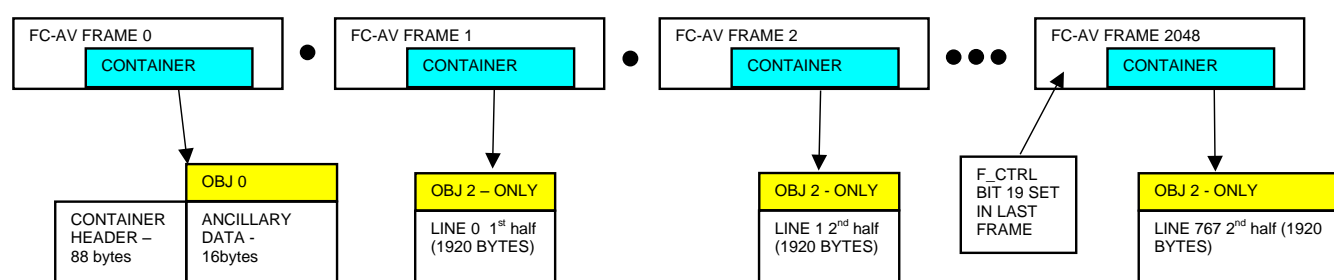 FC-AV FRAME 0
CONTAINER
FC-AV FRAME 1
CONTAINER
FC-AV FRAME 2
CONTAINER
FC-AV FRAME 2048
CONTAINER
OBJ 0
CONTAINER
HEADER –
88 bytes
ANCILLARY
DATA -
16bytes
OBJ 2 – ONLY
LINE 0 1st half
(1920 BYTES)
OBJ 2 - ONLY
LINE 1 2nd half
(1920 BYTES)
F_CTRL
BIT 19 SET
IN LAST
FRAME
OBJ 2 - ONLY
LINE 767 2nd half (1920
BYTES)